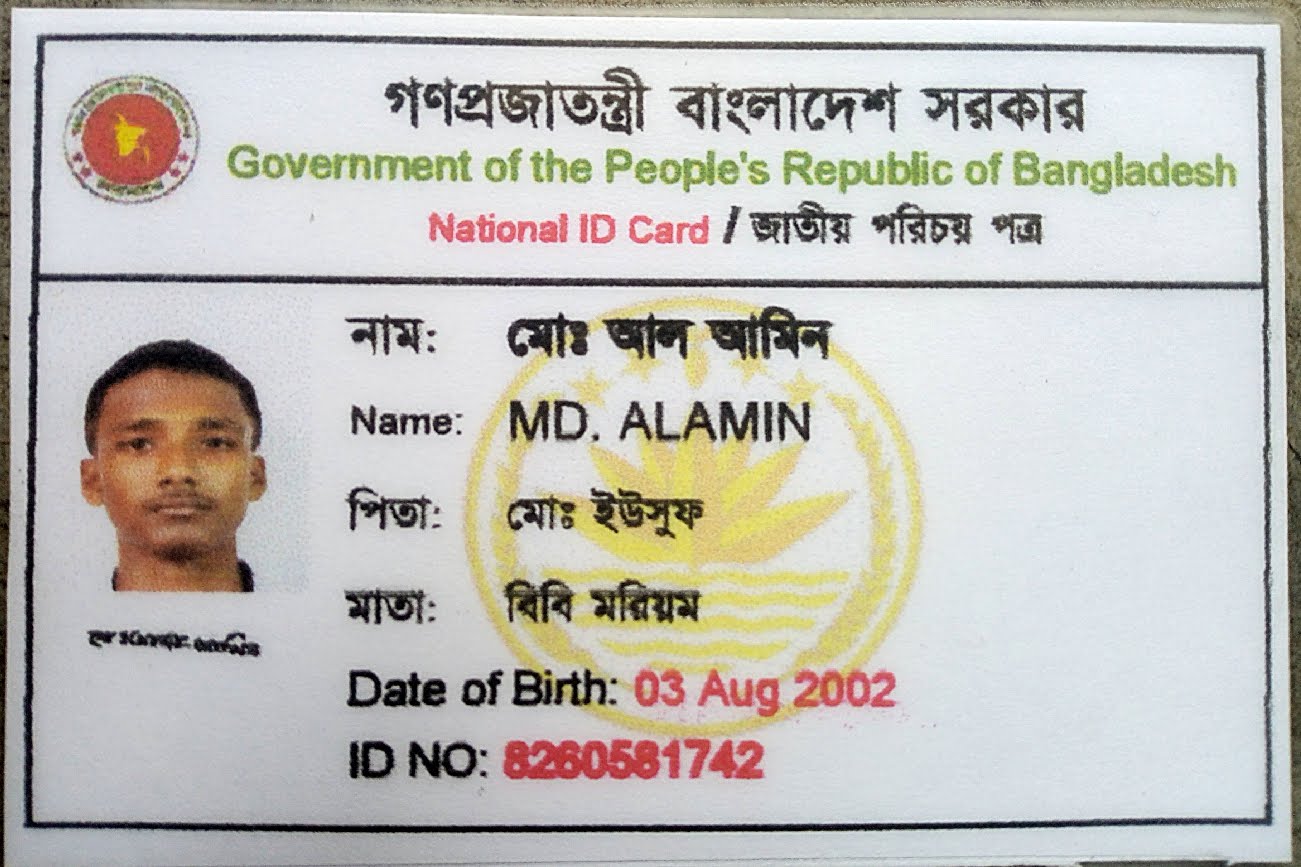 গণপ্রজাতন্ত্রী বাংলাদেশ সরকার
Government of the People's Republic of Bangladesh
National ID Card / জাতীয় পরিচয় পত্র
নাম: মোঃ আল আমিন
Name: MD. ALAMIN
পিতা: মোঃ ইউসুফ
মাতা: বিবি মরিয়ম
Date of Birth: 03 Aug 2002
ID NO: 8260581742